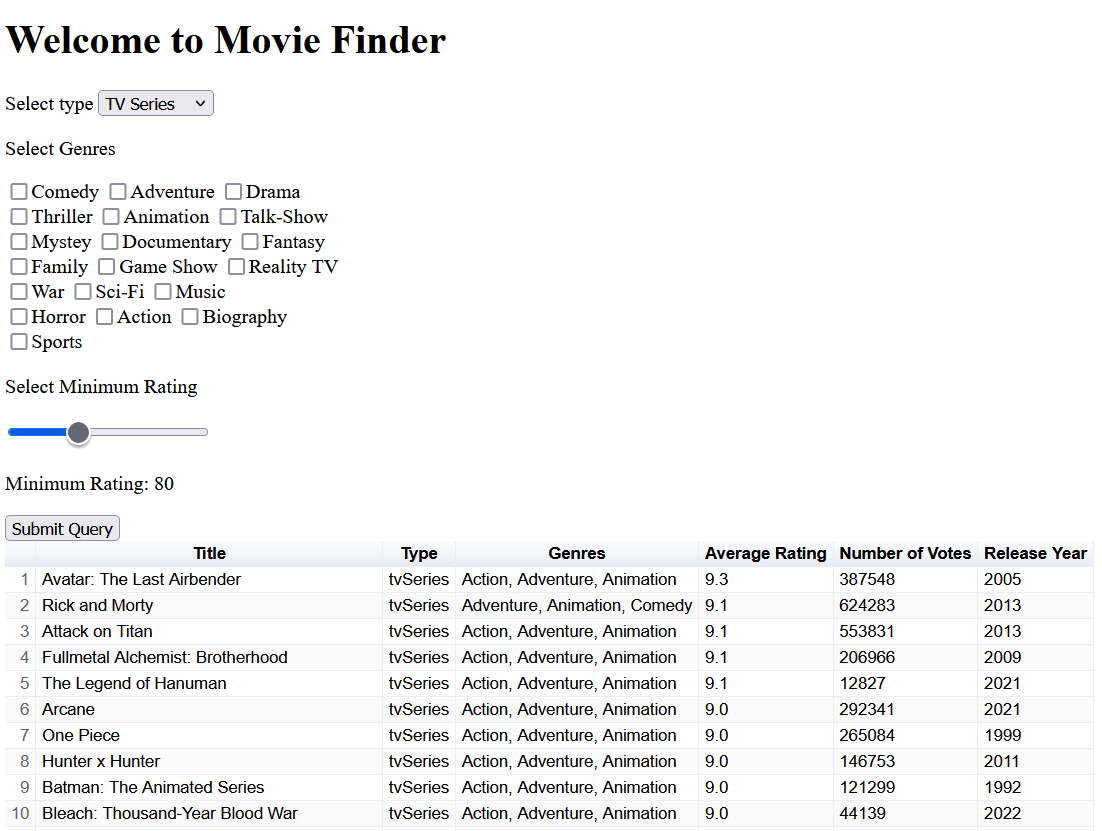 Welcome to Movie Finder
Select type TV Series
Select Genres
Comedy Adventure Drama
Thriller Animation Talk-Show
Mystey Documentary Fantasy
Family Game Show Reality TV
War Sci-Fi Music
Horror Action Biography
Sports
Select Minimum Rating
Minimum Rating: 80
Submit Query
Title Type Genres Average Rating Number of Votes Release Year
1 Avatar: The Last Airbender tvSeries Action, Adventure, Animation 9.3 387548 2005
2 Rick and Morty tvSeries Adventure, Animation, Comedy 9.1 624283 2013
3 Attack on Titan tvSeries Action, Adventure, Animation 9.1 553831 2013
4 Fullmetal Alchemist: Brotherhood tvSeries Action, Adventure, Animation 9.1 206966 2009
5 The Legend of Hanuman tvSeries Action, Adventure, Animation 9.1 12827 2021
6 Arcane tvSeries Action, Adventure, Animation 9.0 292341 2021
7 One Piece tvSeries Action, Adventure, Animation 9.0 265084 1999
8 Hunter x Hunter tvSeries Action, Adventure, Animation 9.0 146753 2011
9 Batman: The Animated Series tvSeries Action, Adventure, Animation 9.0 121299 1992
10 Bleach: Thousand-Year Blood War tvSeries Action, Adventure, Animation 9.0 44139 2022